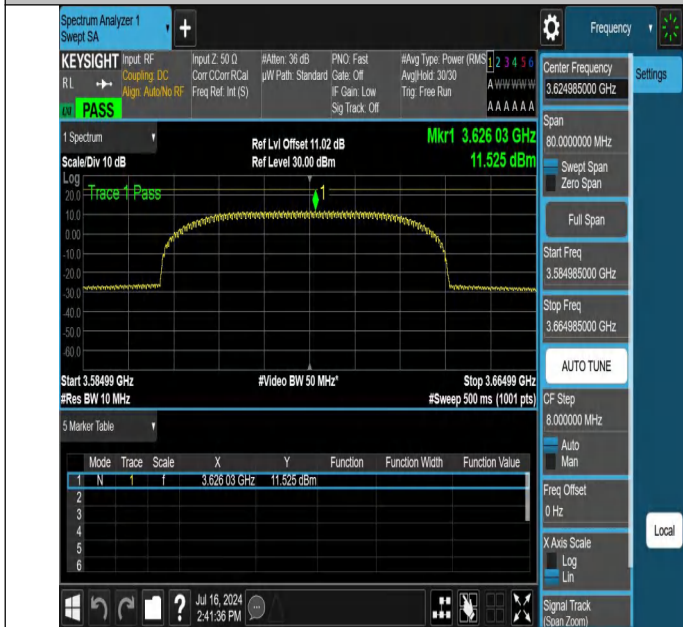 Spectrum Analyzer 1
Swept SA
+
Frequency
KEYSIGHT
RL
PASS
Input: RF
Coupling: DC
Align: Auto/No RF
Input Z: 50 Ω
Corr CCorr RCal
Freq Ref: Int (S)
#Atten: 36 dB
µW Path: Standard
PNO: Fast
Gate: Off
IF Gain: Low
Sig Track: Off
#Avg Type: Power (RMS
Avg|Hold: 30/30
Trig: Free Run
1 2 3 4 5 6
A W W W W W
A A A A A A
1 Spectrum
Scale/Div 10 dB
Ref Lvl Offset 11.02 dB
Ref Level 30.00 dBm
Mkr1 3.626 03 GHz
11.525 dBm
Log
Trace 1 Pass
1
20.0
10.0
0.00
-10.0
-20.0
-30.0
-40.0
-50.0
-60.0
Start 3.58499 GHz
#Res BW 10 MHz
#Video BW 50 MHz*
Stop 3.66499 GHz
#Sweep 500 ms (1001 pts)
5 Marker Table
Mode Trace Scale X Y Function Function Width Function Value
1 N 1 f 3.626 03 GHz 11.525 dBm
2
3
4
5
6
?
Jul 16, 2024
2:41:36 PM
Center Frequency
3.624985000 GHz
Settings
Span
80.0000000 MHz
Swept Span
Zero Span
Full Span
Start Freq
3.584985000 GHz
Stop Freq
3.664985000 GHz
AUTO TUNE
CF Step
8.000000 MHz
Auto
Man
Freq Offset
0 Hz
X Axis Scale
Log
Lin
Local
Signal Track
(Span Zoom)